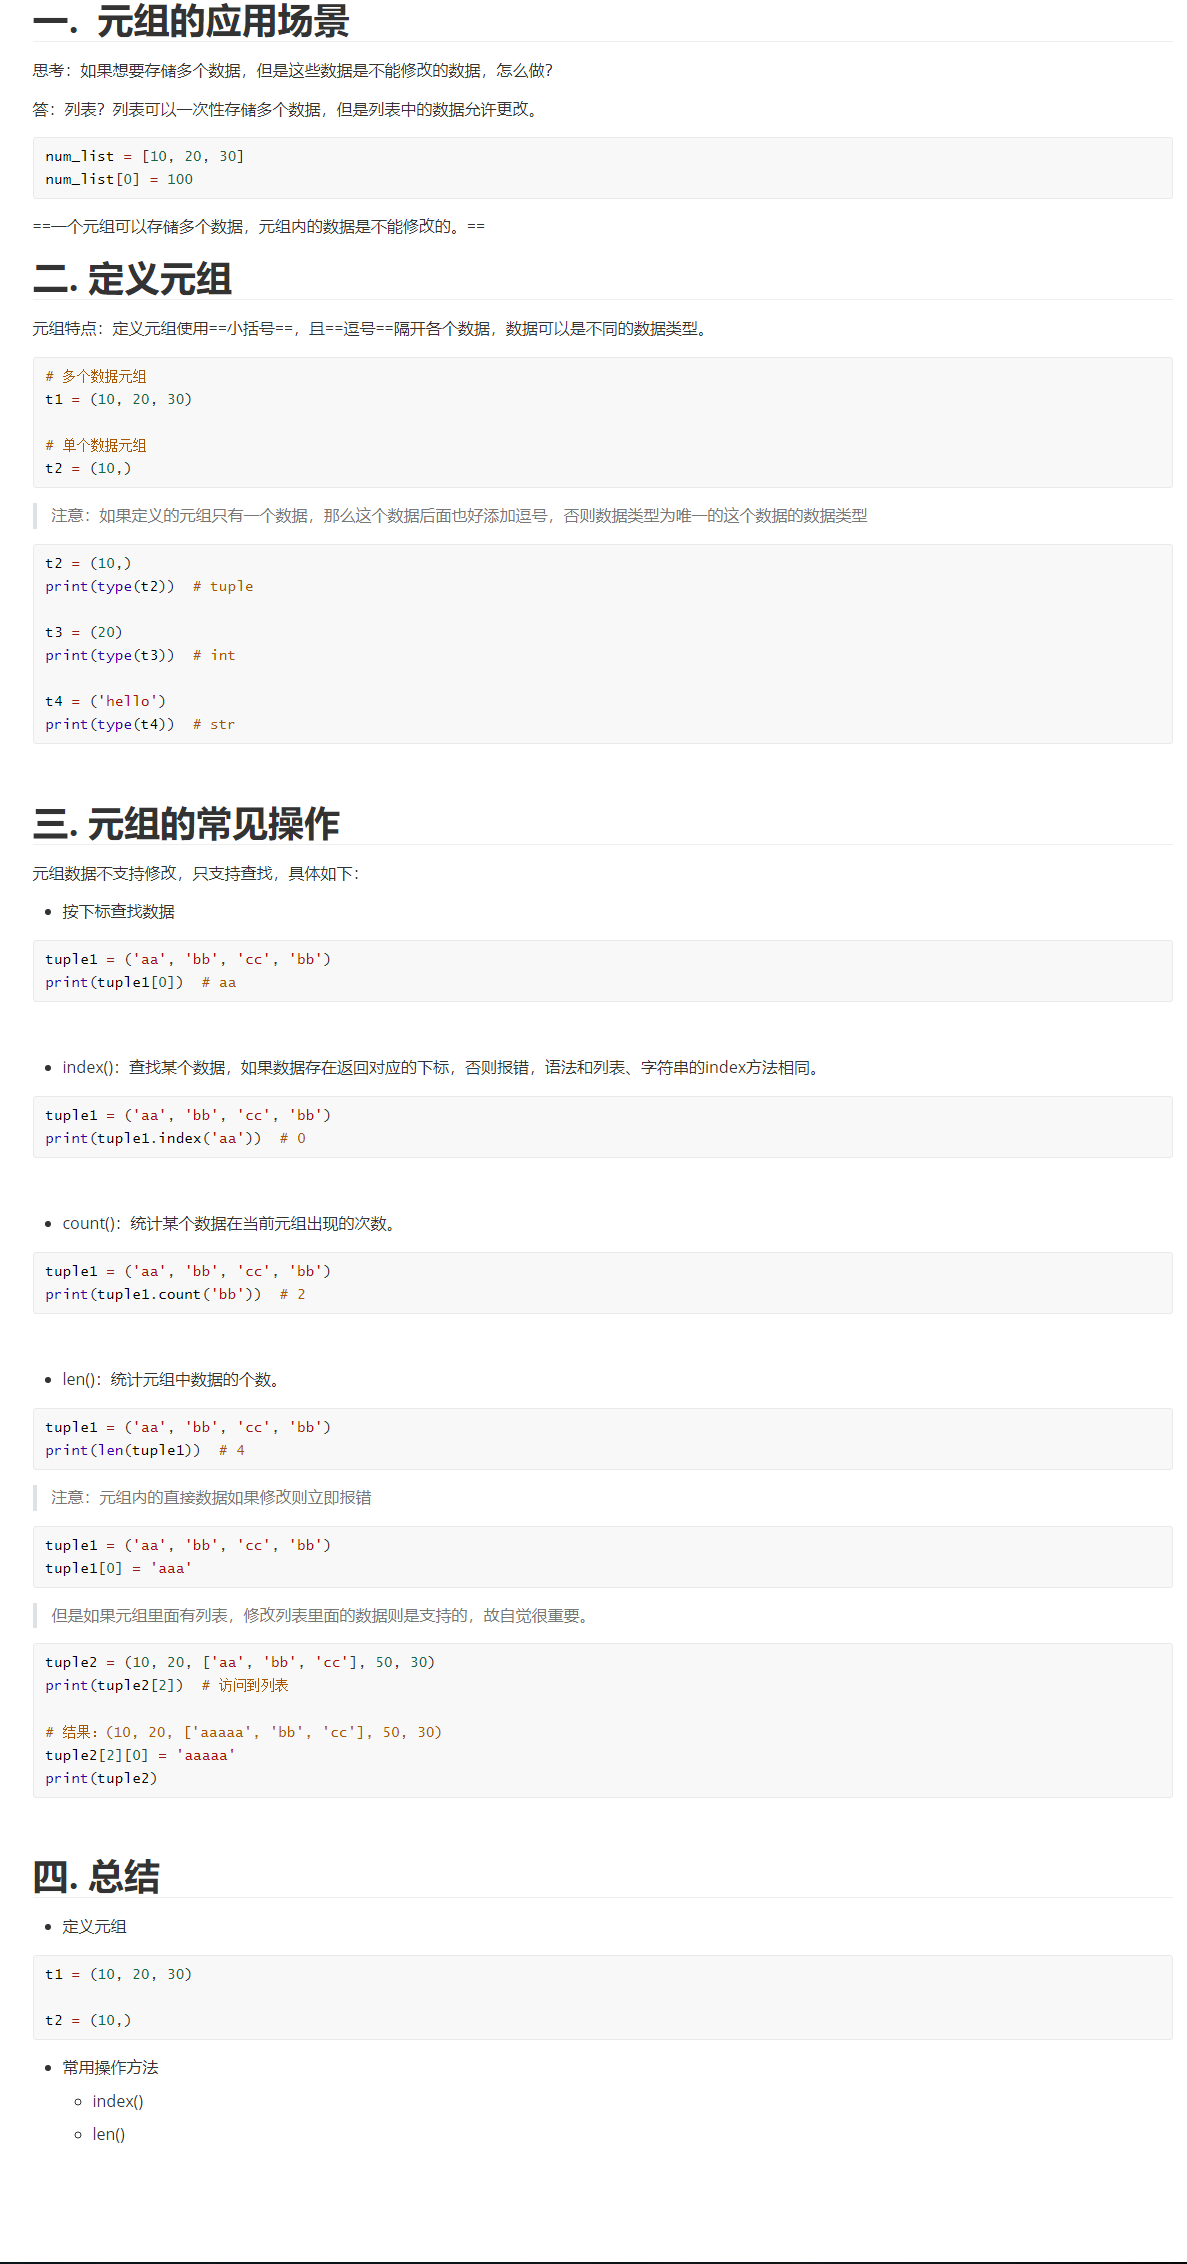 一. 元组的应用场景
思考：如果想要存储多个数据，但是这些数据是不能修改的数据，怎么做？
答：列表？列表可以一次性存储多个数据，但是列表中的数据允许更改。
num_list = [10, 20, 30]
num_list[0] = 100
==一个元组可以存储多个数据，元组内的数据是不能修改的。==
二. 定义元组
元组特点：定义元组使用==小括号==，且==逗号==隔开各个数据，数据可以是不同的数据类型。
# 多个数据元组
t1 = (10, 20, 30)
# 单个数据元组
t2 = (10,)
注意：如果定义的元组只有一个数据，那么这个数据后面也好添加逗号，否则数据类型为唯一的这个数据的数据类型
t2 = (10,)
print(type(t2))  # tuple
t3 = (20)
print(type(t3))  # int
t4 = ('hello')
print(type(t4))  # str
三. 元组的常见操作
元组数据不支持修改，只支持查找，具体如下：
• 按下标查找数据
tuple1 = ('aa', 'bb', 'cc', 'bb')
print(tuple1[0])  # aa
• index()：查找某个数据，如果数据存在返回对应的下标，否则报错，语法和列表、字符串的index方法相同。
tuple1 = ('aa', 'bb', 'cc', 'bb')
print(tuple1.index('aa'))  # 0
• count()：统计某个数据在当前元组出现的次数。
tuple1 = ('aa', 'bb', 'cc', 'bb')
print(tuple1.count('bb'))  # 2
• len()：统计元组中数据的个数。
tuple1 = ('aa', 'bb', 'cc', 'bb')
print(len(tuple1))  # 4
注意：元组内的直接数据如果修改则立即报错
tuple1 = ('aa', 'bb', 'cc', 'bb')
tuple1[0] = 'aaa'
但是如果元组里面有列表，修改列表里面的数据则是支持的，故自觉很重要。
tuple2 = (10, 20, ['aa', 'bb', 'cc'], 50, 30)
print(tuple2[2])  # 访问到列表
# 结果：(10, 20, ['aaaaa', 'bb', 'cc'], 50, 30)
tuple2[2][0] = 'aaaaa'
print(tuple2)
四. 总结
• 定义元组
t1 = (10, 20, 30)
t2 = (10,)
• 常用操作方法
◦ index()
◦ len()